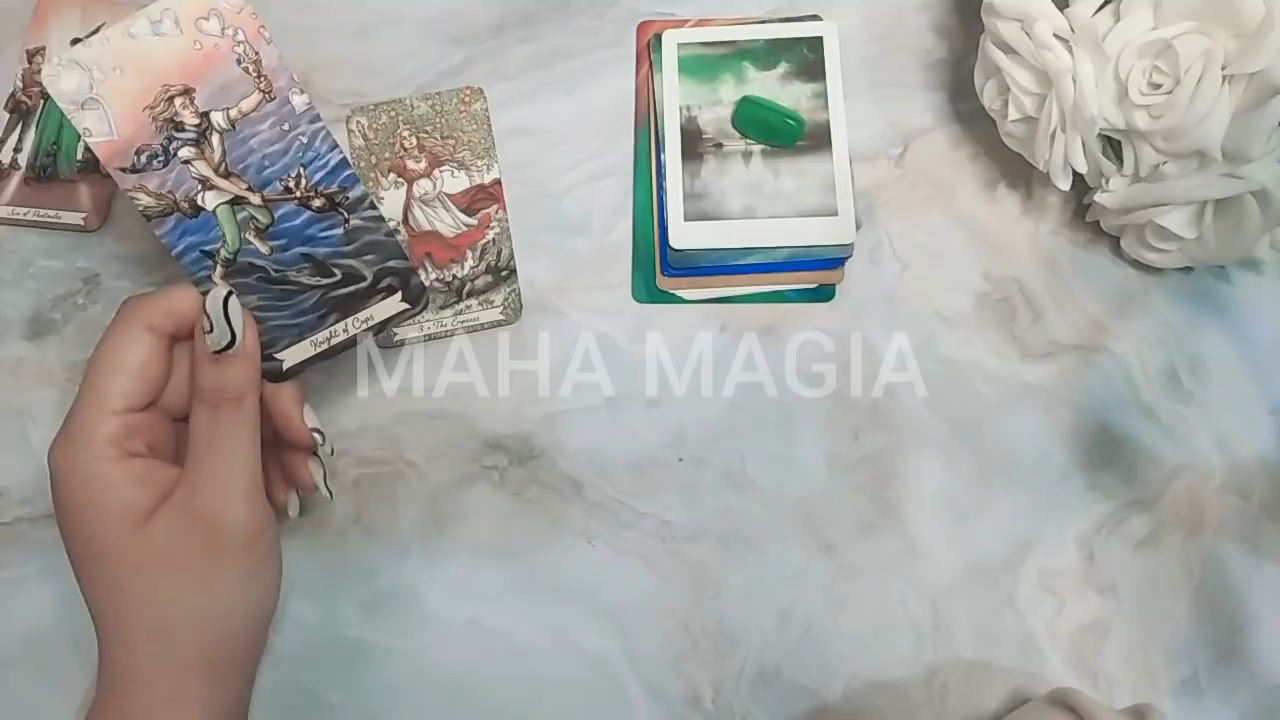 Six of Pentacles
Knight of Cups
3 • The Empress
MAHA MAGIA